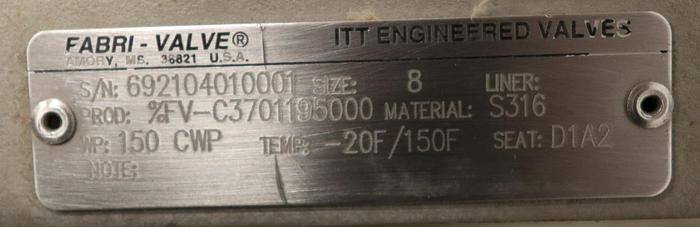 FABRI-VALVE® ITT ENGINEERED VALVES
AMORY, MS. 38821 U.S.A.
S/N: 692104010001 SIZE: 8 LINER:
PROD: %FV-C3701195000 MATERIAL: S316
WP: 150 CWP TEMP: -20F/150F SEAT: D1A2
NOTE: